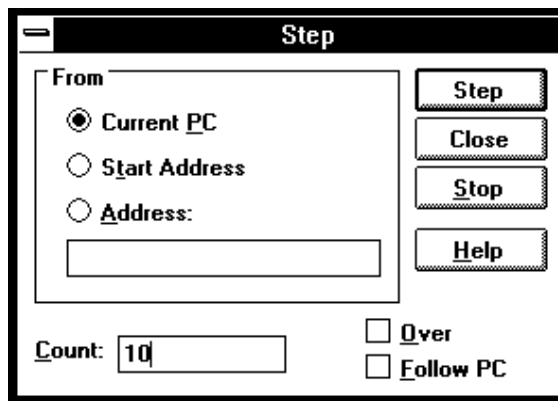 Step
From
Current PC
Start Address
Address:
Step
Close
Stop
Help
Count: 10
Over
Follow PC